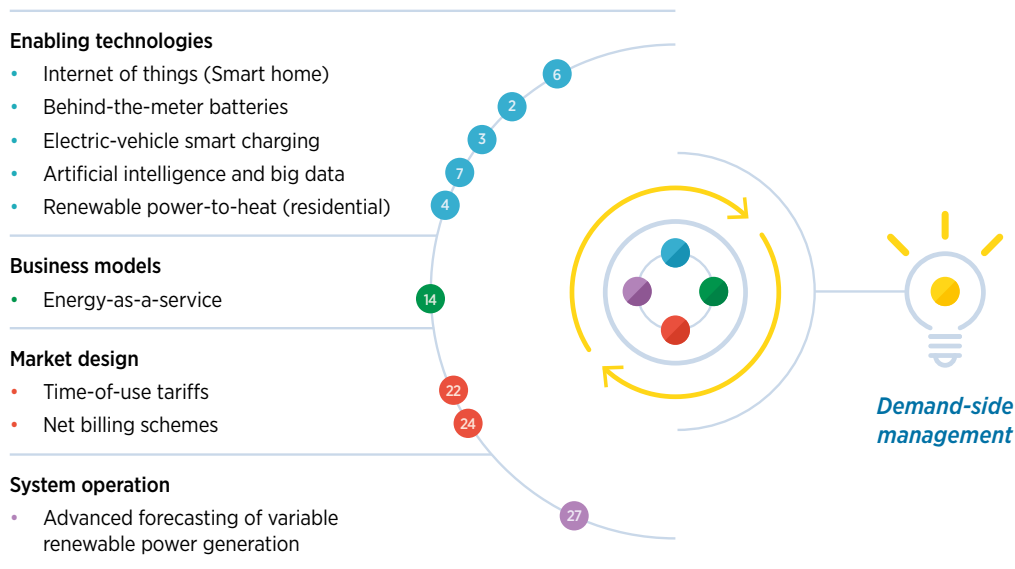 Enabling technologies
• Internet of things (Smart home)
6
• Behind-the-meter batteries
2
• Electric-vehicle smart charging
3
• Artificial intelligence and big data
7
• Renewable power-to-heat (residential)
4
Business models
• Energy-as-a-service
14
Market design
• Time-of-use tariffs
22
• Net billing schemes
24
System operation
• Advanced forecasting of variable
renewable power generation
27
Demand-side
management